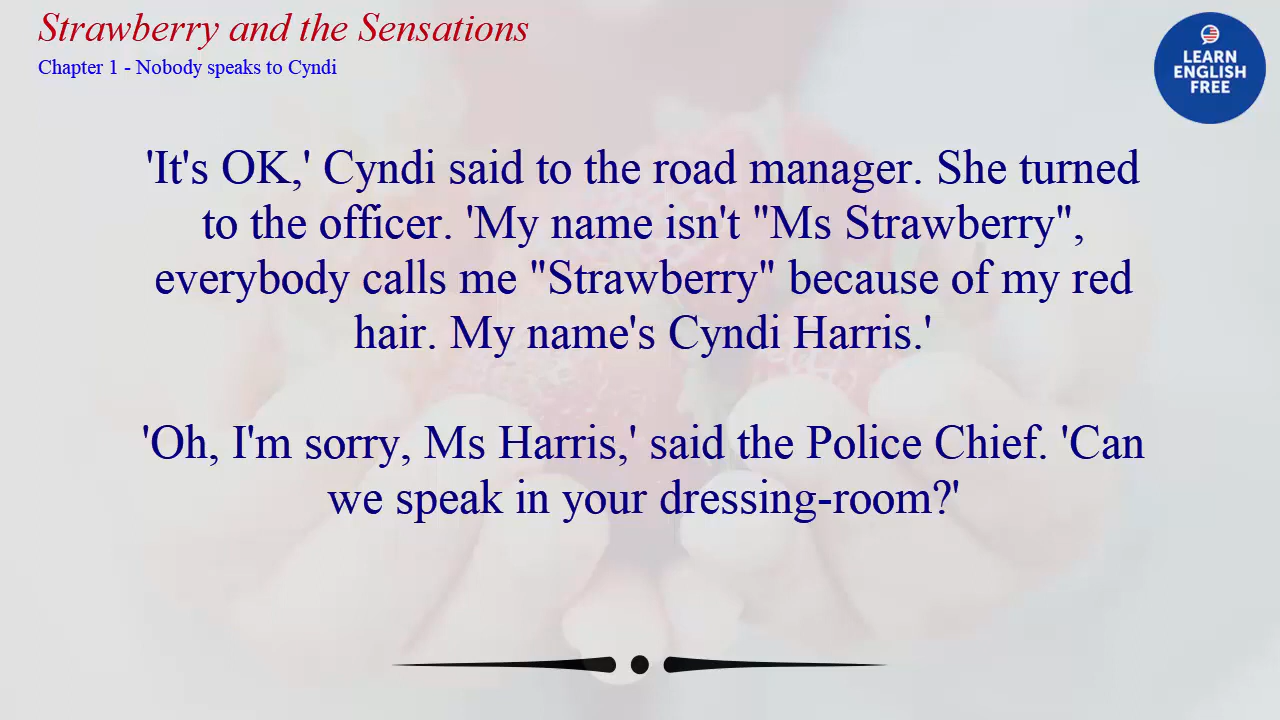 Strawberry and the Sensations
Chapter 1 - Nobody speaks to Cyndi
LEARN
ENGLISH
FREE
'It's OK,' Cyndi said to the road manager. She turned
to the officer. 'My name isn't "Ms Strawberry",
everybody calls me "Strawberry" because of my red
hair. My name's Cyndi Harris.'
'Oh, I'm sorry, Ms Harris,' said the Police Chief. 'Can
we speak in your dressing-room?'